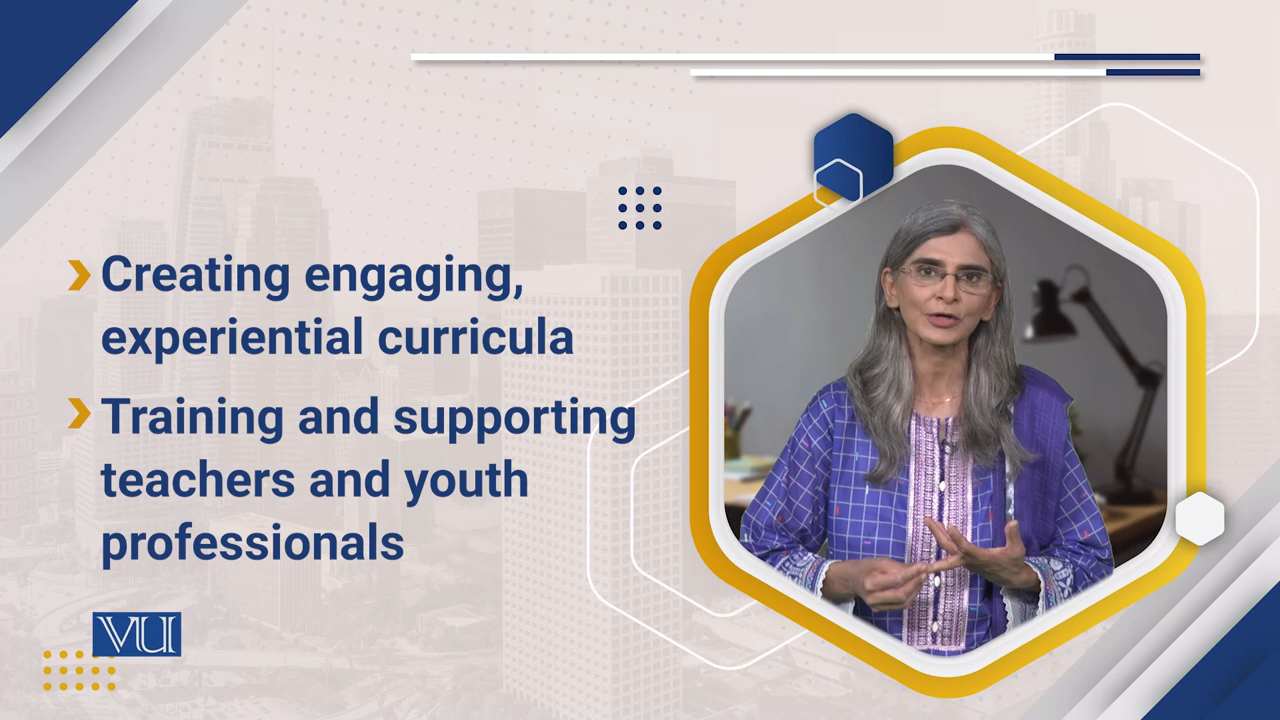 Creating engaging,
experiential curricula
Training and supporting
teachers and youth
professionals
VU